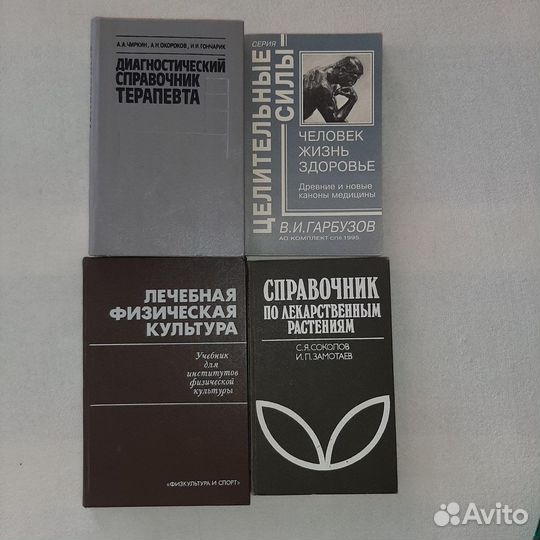 А.А.ЧИРКИН, А.Н.ОКОРОКОВ, И.И.ГОНЧАРИК
ДИАГНОСТИЧЕСКИЙ
СПРАВОЧНИК
ТЕРАПЕВТА
СЕРИЯ
ЦЕЛИТЕЛЬНЫЕ
СИЛЫ
ЧЕЛОВЕК
ЖИЗНЬ
ЗДОРОВЬЕ
Древние и новые
каноны медицины
В.И.ГАРБУЗОВ
АО КОМПЛЕКТ СПб 1995
ЛЕЧЕБНАЯ
ФИЗИЧЕСКАЯ
КУЛЬТУРА
Учебник
для
институтов
физической
культуры
«ФИЗКУЛЬТУРА И СПОРТ»
СПРАВОЧНИК
ПО ЛЕКАРСТВЕННЫМ
РАСТЕНИЯМ
С.Я.СОКОЛОВ
И.П.ЗАМОТАЕВ
Avito